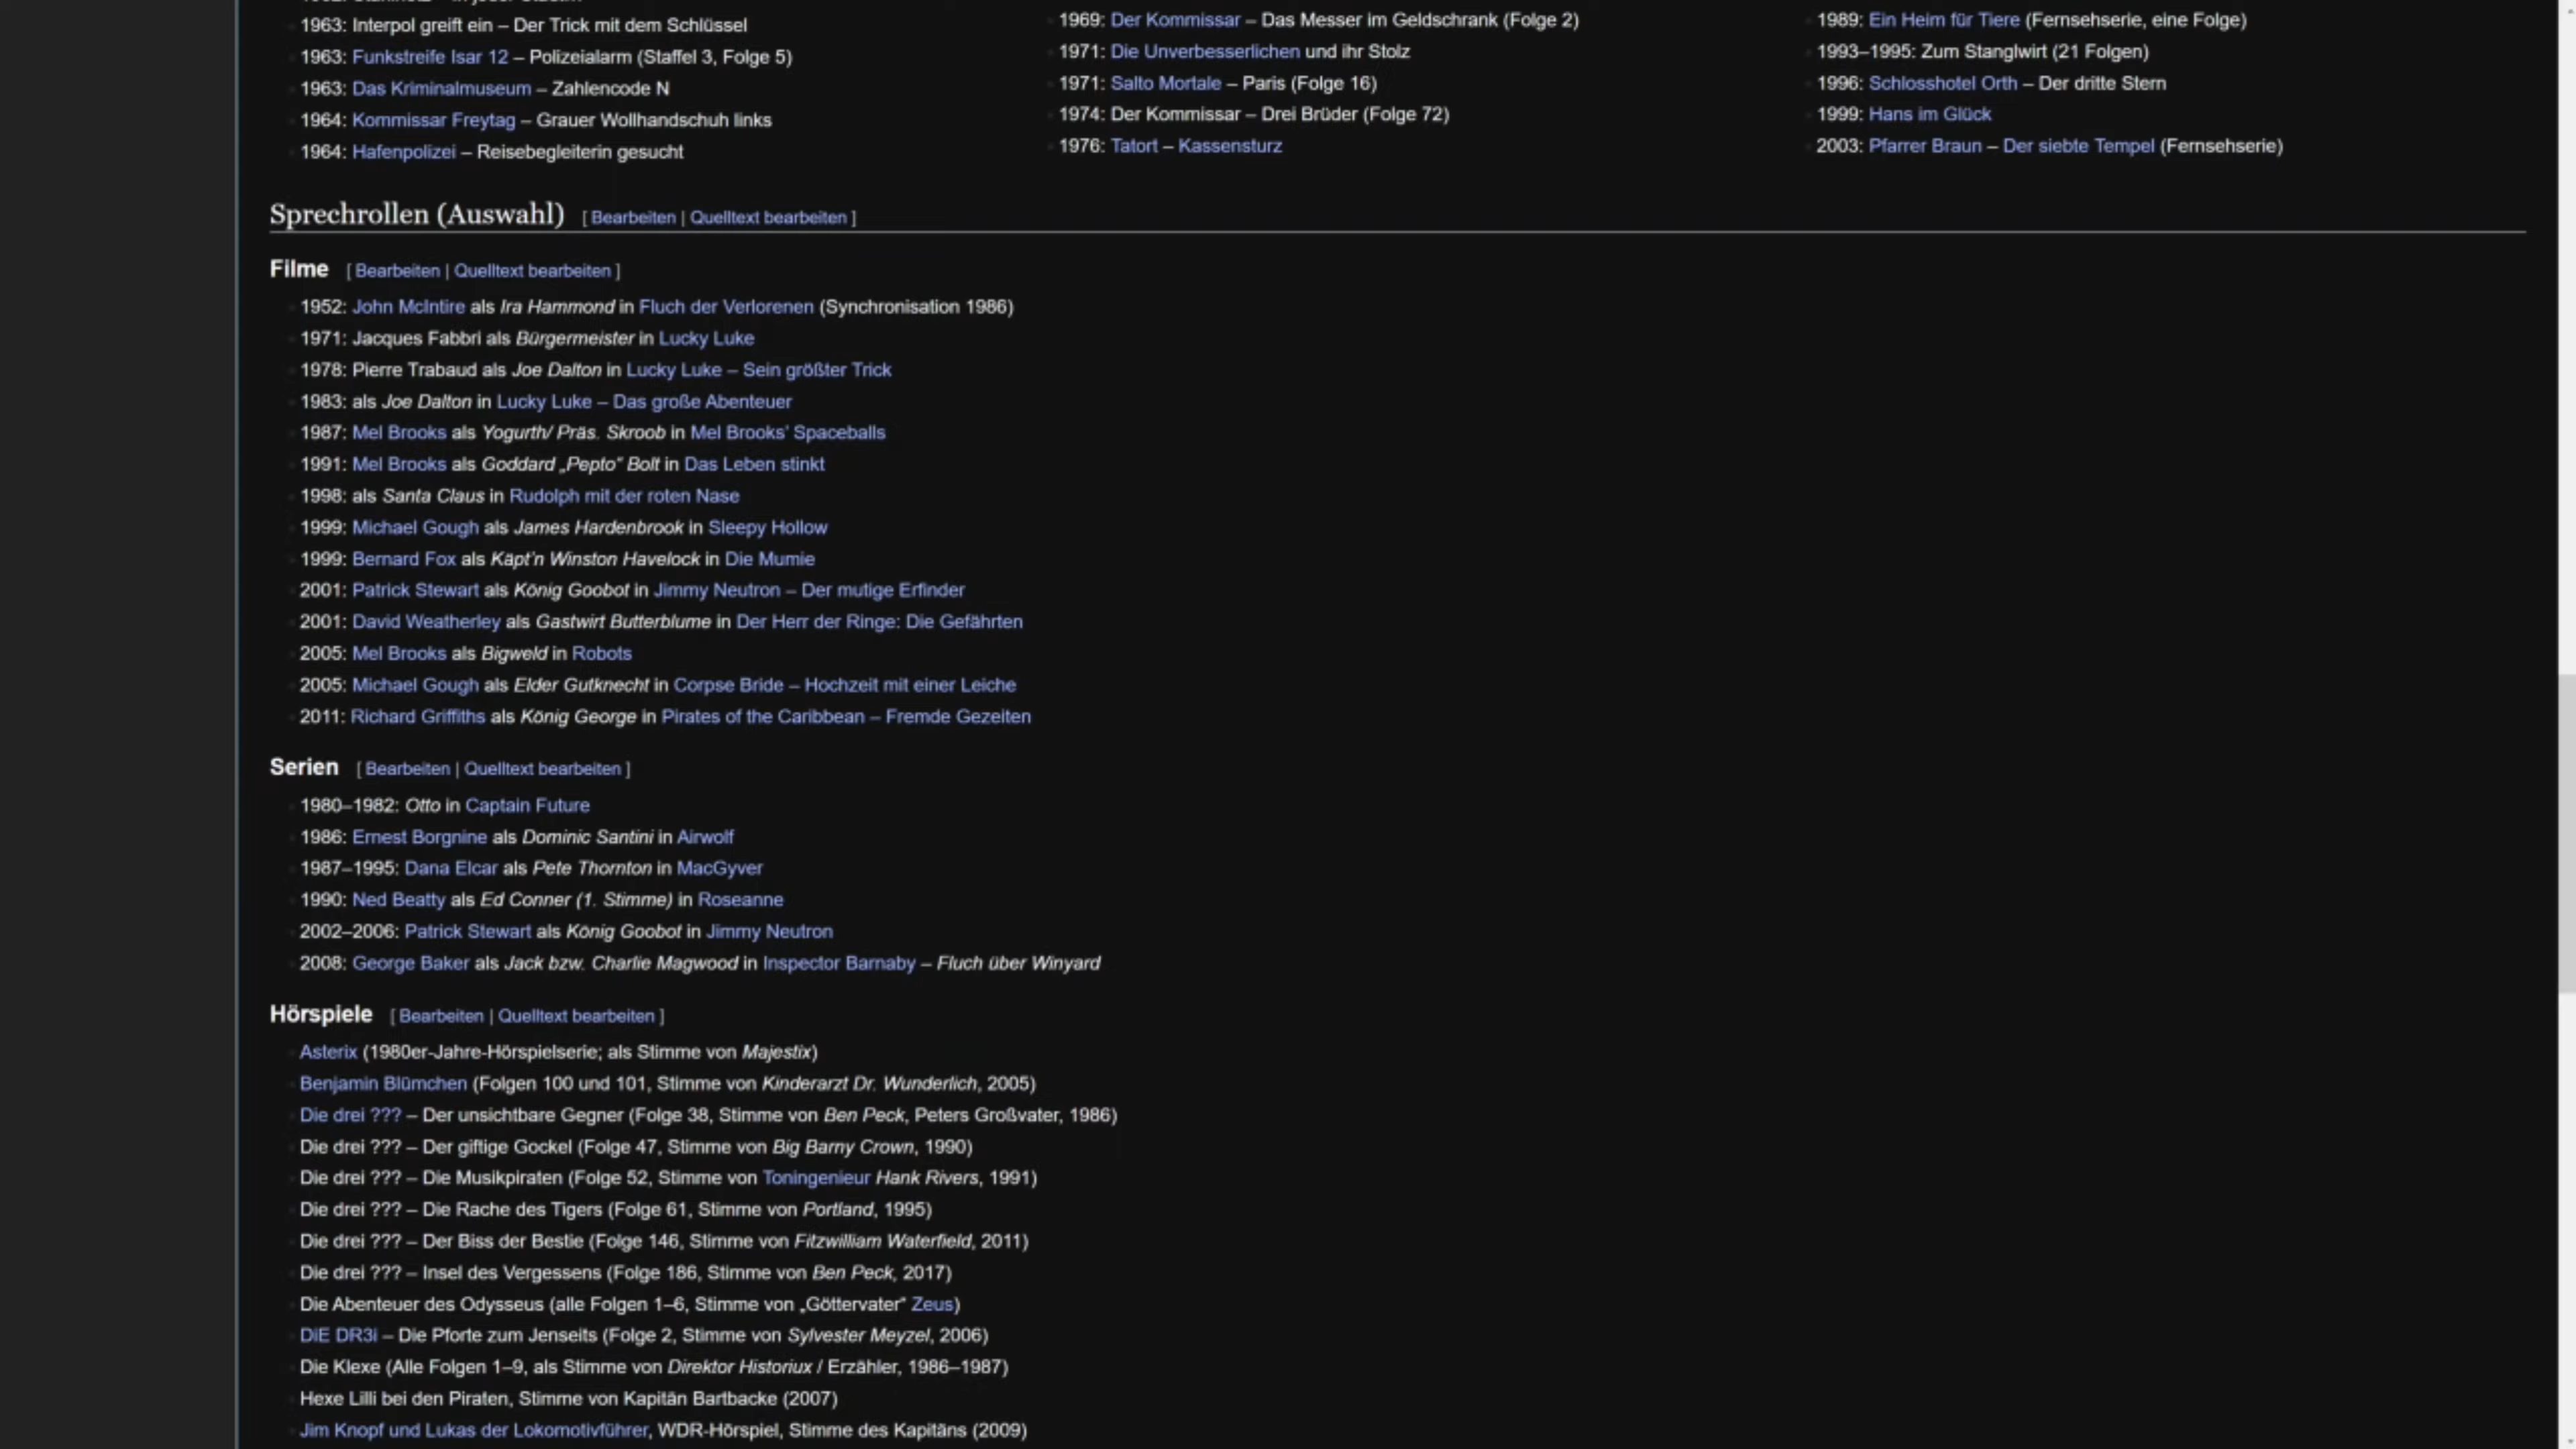 1963: Interpol greift ein – Der Trick mit dem Schlüssel
1963: Funkstreife Isar 12 – Polizeialarm (Staffel 3, Folge 5)
1963: Das Kriminalmuseum – Zahlencode N
1964: Kommissar Freytag – Grauer Wollhandschuh links
1964: Hafenpolizei – Reisebegleiterin gesucht
1969: Der Kommissar – Das Messer im Geldschrank (Folge 2)
1971: Die Unverbesserlichen und ihr Stolz
1971: Salto Mortale – Paris (Folge 16)
1974: Der Kommissar – Drei Brüder (Folge 72)
1976: Tatort – Kassensturz
1989: Ein Heim für Tiere (Fernsehserie, eine Folge)
1993–1995: Zum Stanglwirt (21 Folgen)
1996: Schlosshotel Orth – Der dritte Stern
1999: Hans im Glück
2003: Pfarrer Braun – Der siebte Tempel (Fernsehserie)
Sprechrollen (Auswahl) [ Bearbeiten | Quelltext bearbeiten ]
Filme [ Bearbeiten | Quelltext bearbeiten ]
1952: John McIntire als Ira Hammond in Fluch der Verlorenen (Synchronisation 1986)
1971: Jacques Fabbri als Bürgermeister in Lucky Luke
1978: Pierre Trabaud als Joe Dalton in Lucky Luke – Sein größter Trick
1983: als Joe Dalton in Lucky Luke – Das große Abenteuer
1987: Mel Brooks als Yogurth/ Präs. Skroob in Mel Brooks’ Spaceballs
1991: Mel Brooks als Goddard „Pepto“ Bolt in Das Leben stinkt
1998: als Santa Claus in Rudolph mit der roten Nase
1999: Michael Gough als James Hardenbrook in Sleepy Hollow
1999: Bernard Fox als Käpt’n Winston Havelock in Die Mumie
2001: Patrick Stewart als König Goobot in Jimmy Neutron – Der mutige Erfinder
2001: David Weatherley als Gastwirt Butterblume in Der Herr der Ringe: Die Gefährten
2005: Mel Brooks als Bigweld in Robots
2005: Michael Gough als Elder Gutknecht in Corpse Bride – Hochzeit mit einer Leiche
2011: Richard Griffiths als König George in Pirates of the Caribbean – Fremde Gezeiten
Serien [ Bearbeiten | Quelltext bearbeiten ]
1980–1982: Otto in Captain Future
1986: Ernest Borgnine als Dominic Santini in Airwolf
1987–1995: Dana Elcar als Pete Thornton in MacGyver
1990: Ned Beatty als Ed Conner (1. Stimme) in Roseanne
2002–2006: Patrick Stewart als König Goobot in Jimmy Neutron
2008: George Baker als Jack bzw. Charlie Magwood in Inspector Barnaby – Fluch über Winyard
Hörspiele [ Bearbeiten | Quelltext bearbeiten ]
Asterix (1980er-Jahre-Hörspielserie; als Stimme von Majestix)
Benjamin Blümchen (Folgen 100 und 101, Stimme von Kinderarzt Dr. Wunderlich, 2005)
Die drei ??? – Der unsichtbare Gegner (Folge 38, Stimme von Ben Peck, Peters Großvater, 1986)
Die drei ??? – Der giftige Gockel (Folge 47, Stimme von Big Barny Crown, 1990)
Die drei ??? – Die Musikpiraten (Folge 52, Stimme von Toningenieur Hank Rivers, 1991)
Die drei ??? – Die Rache des Tigers (Folge 61, Stimme von Portland, 1995)
Die drei ??? – Der Biss der Bestie (Folge 146, Stimme von Fitzwilliam Waterfield, 2011)
Die drei ??? – Insel des Vergessens (Folge 186, Stimme von Ben Peck, 2017)
Die Abenteuer des Odysseus (alle Folgen 1–6, Stimme von „Göttervater“ Zeus)
DiE DR3i – Die Pforte zum Jenseits (Folge 2, Stimme von Sylvester Meyzel, 2006)
Die Klexe (Alle Folgen 1–9, als Stimme von Direktor Historiux / Erzähler, 1986–1987)
Hexe Lilli bei den Piraten, Stimme von Kapitän Bartbacke (2007)
Jim Knopf und Lukas der Lokomotivführer, WDR-Hörspiel, Stimme des Kapitäns (2009)